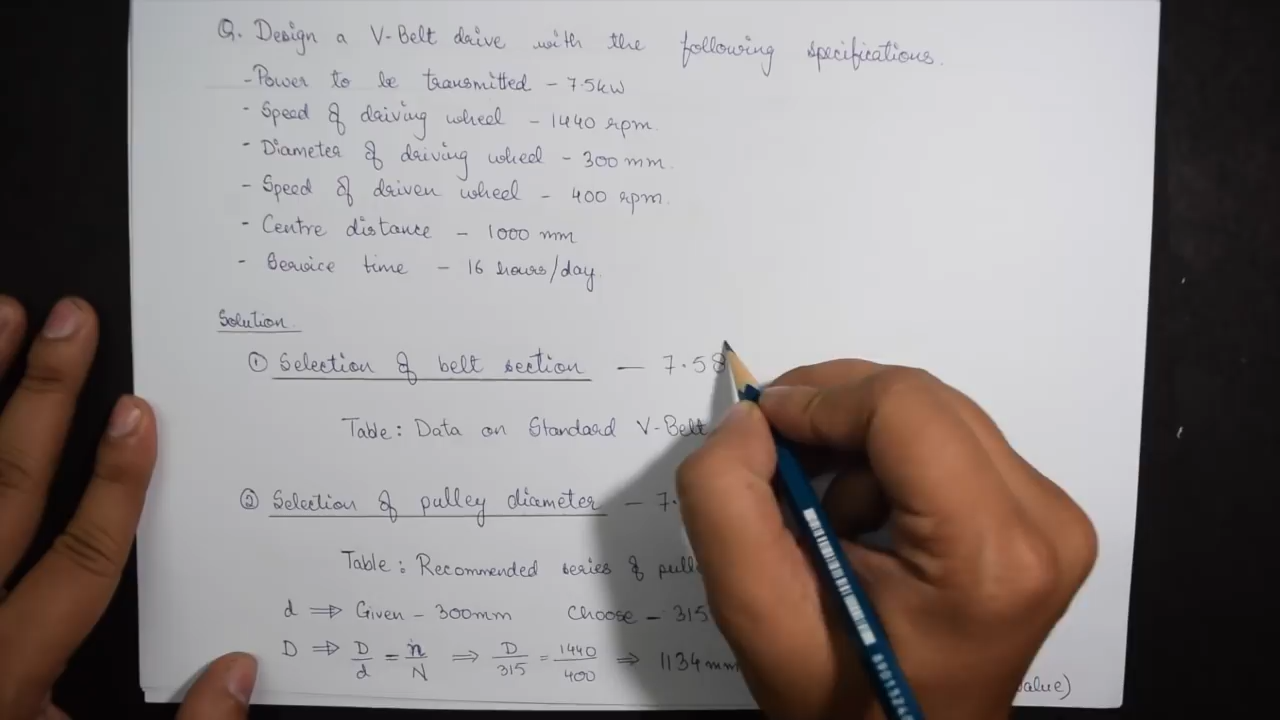 Q. Design a V-Belt drive with the following specifications.
- Power to be transmitted - 7.5kW
- Speed of driving wheel - 1440 rpm.
- Diameter of driving wheel - 300 mm.
- Speed of driven wheel - 400 rpm.
- Centre distance - 1000 mm
- Service time - 16 hours/day.
Solution.
① Selection of belt section — 7.58
Table: Data on Standard V-Belt
② Selection of pulley diameter — 7.
Table: Recommended series of pull
d ⇒ Given - 300mm Choose - 315
D ⇒ D/d = n/N ⇒ D/315 = 1440/400 ⇒ 1134mm value)